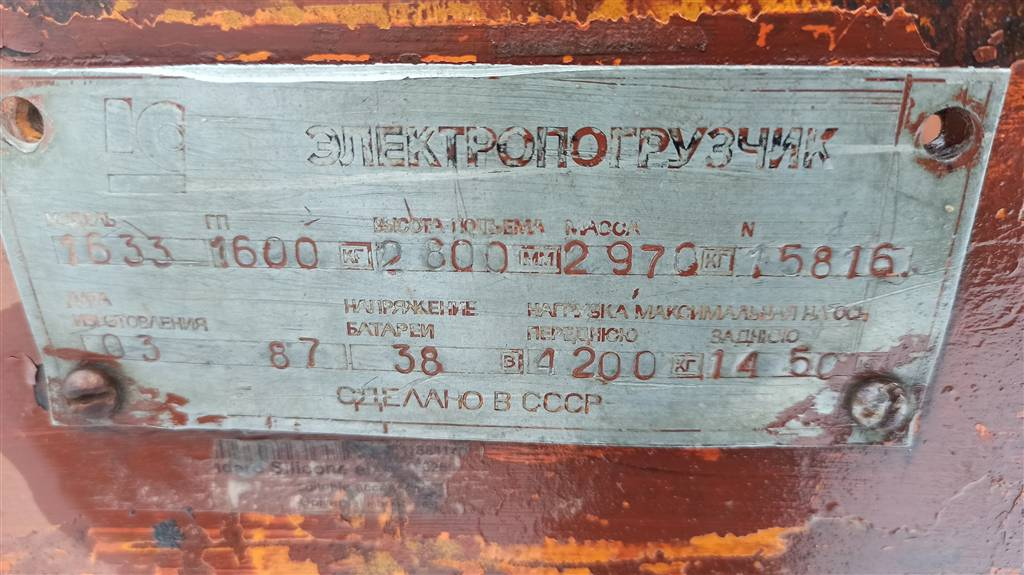 ЭЛЕКТРОПОГРУЗЧИК
МОДЕЛЬ ГП ВЫСОТА ПОДЪЕМА МАССА N
1633 1600 КГ 2 800 ММ 2 970 КГ 15816
ДАТА ИЗГОТОВЛЕНИЯ НАПРЯЖЕНИЕ БАТАРЕИ НАГРУЗКА МАКСИМАЛЬНАЯ НА ОСЬ
ПЕРЕДНЮЮ ЗАДНЮЮ
03 87 38 В 4 200 КГ 14 50
СДЕЛАНО В СССР
Silicone